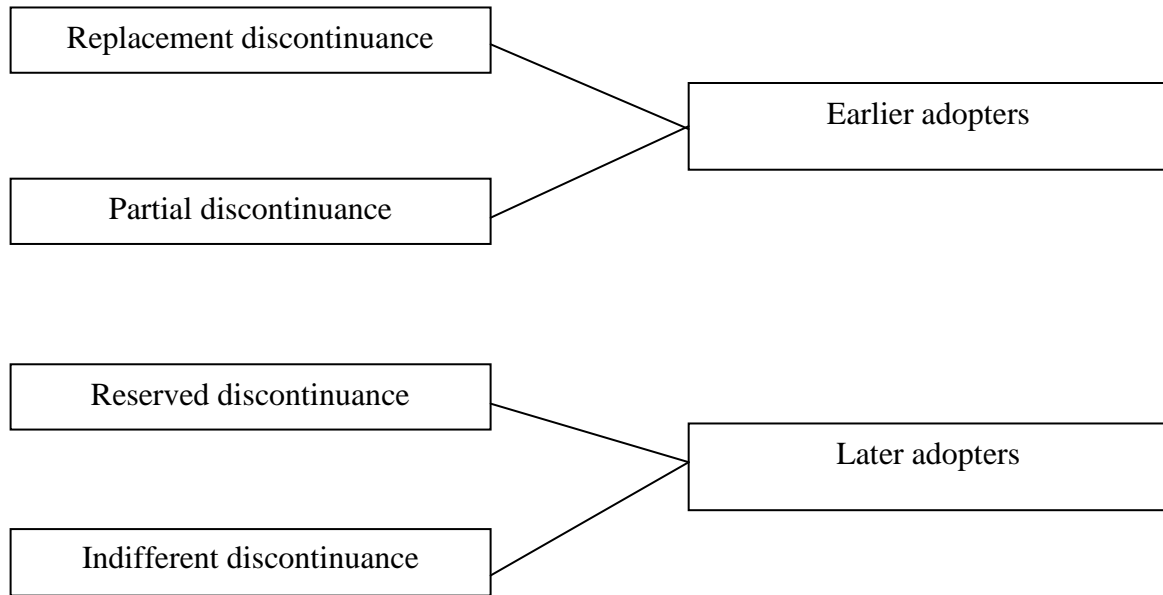 Replacement discontinuance
Earlier adopters
Partial discontinuance
Reserved discontinuance
Later adopters
Indifferent discontinuance